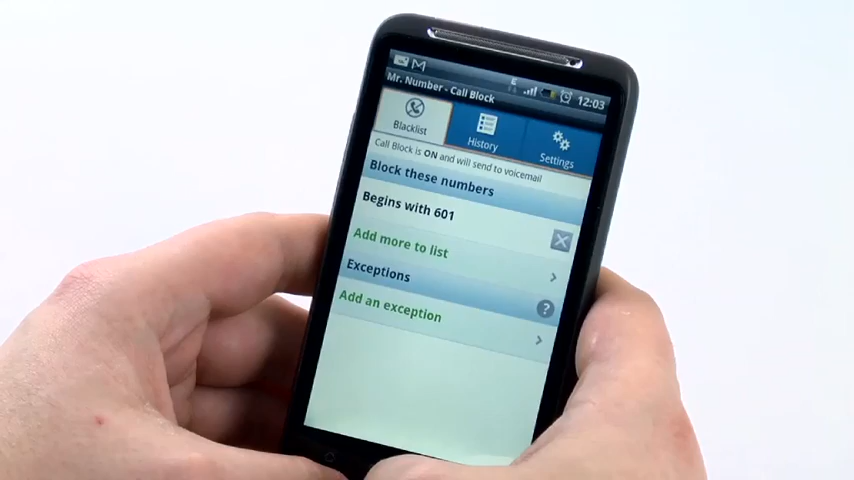 12:03
Mr. Number - Call Block
Blacklist
History
Settings
Call Block is ON and will send to voicemail
Block these numbers
Begins with 601
Add more to list
Exceptions
?
Add an exception